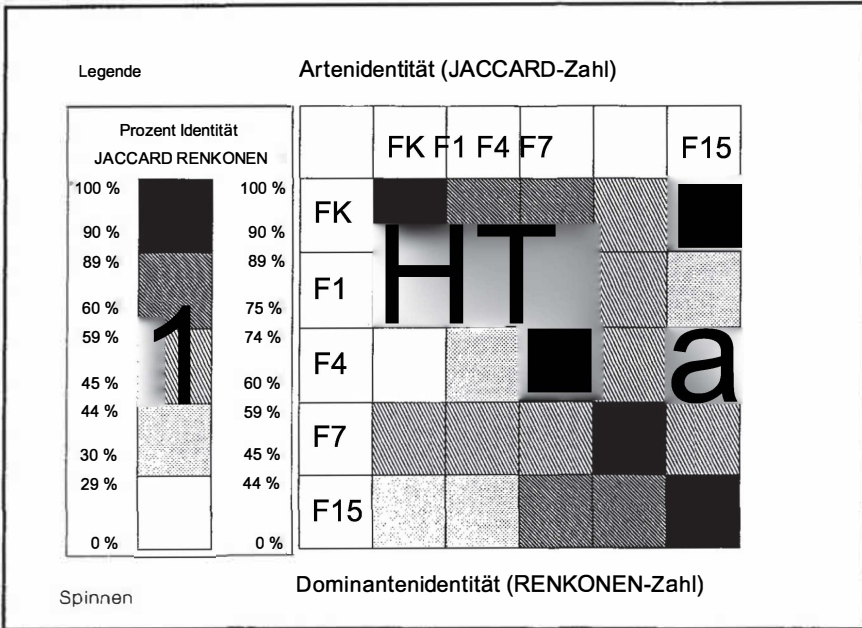 Legende
Artenidentität (JACCARD-Zahl)
Prozent Identität
JACCARD RENKONEN
100 % 100 %
90 % 90 %
89 % 89 %
60 % 75 %
59 % 74 %
45 % 60 %
44 % 59 %
30 % 45 %
29 % 44 %
0 % 0 %
1
FK F1 F4 F7 F15
FK
HT
F1
F4
a
F7
F15
Dominantenidentität (RENKONEN-Zahl)
Spinnen